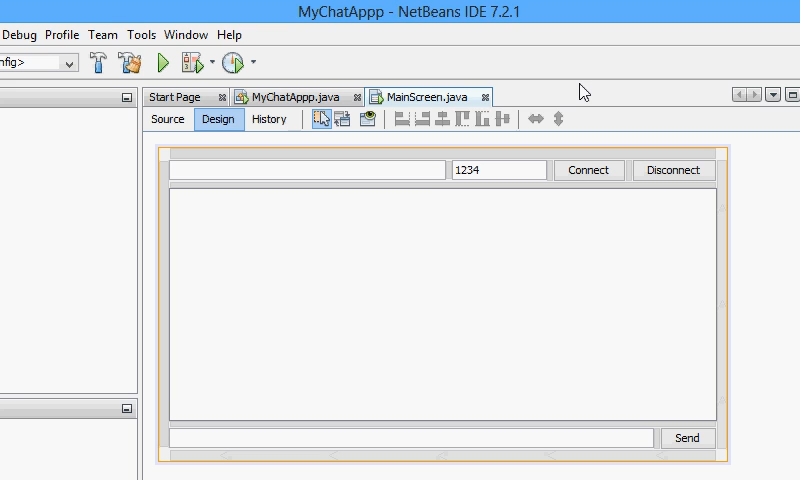 MyChatAppp - NetBeans IDE 7.2.1
Debug Profile Team Tools Window Help
nfig>
Start Page MyChatAppp.java MainScreen.java
Source Design History
1234 Connect Disconnect
Send